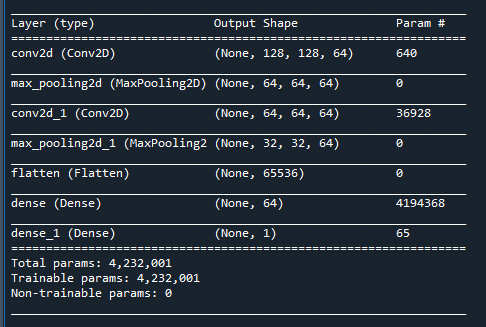 Layer (type) Output Shape Param #
conv2d (Conv2D) (None, 128, 128, 64) 640
max_pooling2d (MaxPooling2D) (None, 64, 64, 64) 0
conv2d_1 (Conv2D) (None, 64, 64, 64) 36928
max_pooling2d_1 (MaxPooling2 (None, 32, 32, 64) 0
flatten (Flatten) (None, 65536) 0
dense (Dense) (None, 64) 4194368
dense_1 (Dense) (None, 1) 65
Total params: 4,232,001
Trainable params: 4,232,001
Non-trainable params: 0